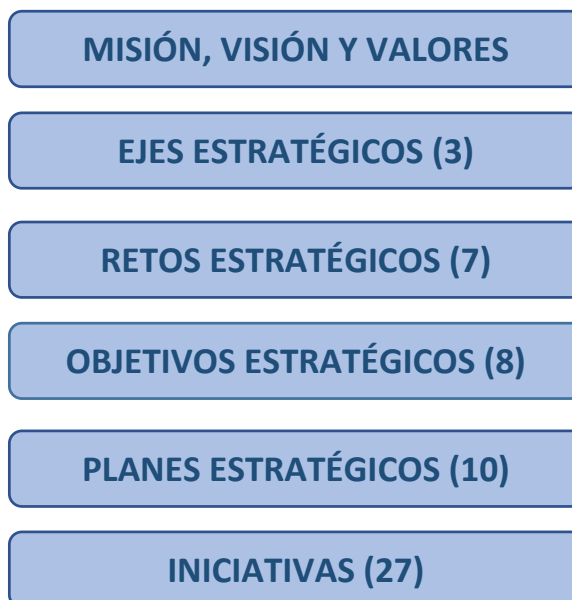 MISIÓN, VISIÓN Y VALORES
EJES ESTRATÉGICOS (3)
RETOS ESTRATÉGICOS (7)
OBJETIVOS ESTRATÉGICOS (8)
PLANES ESTRATÉGICOS (10)
INICIATIVAS (27)